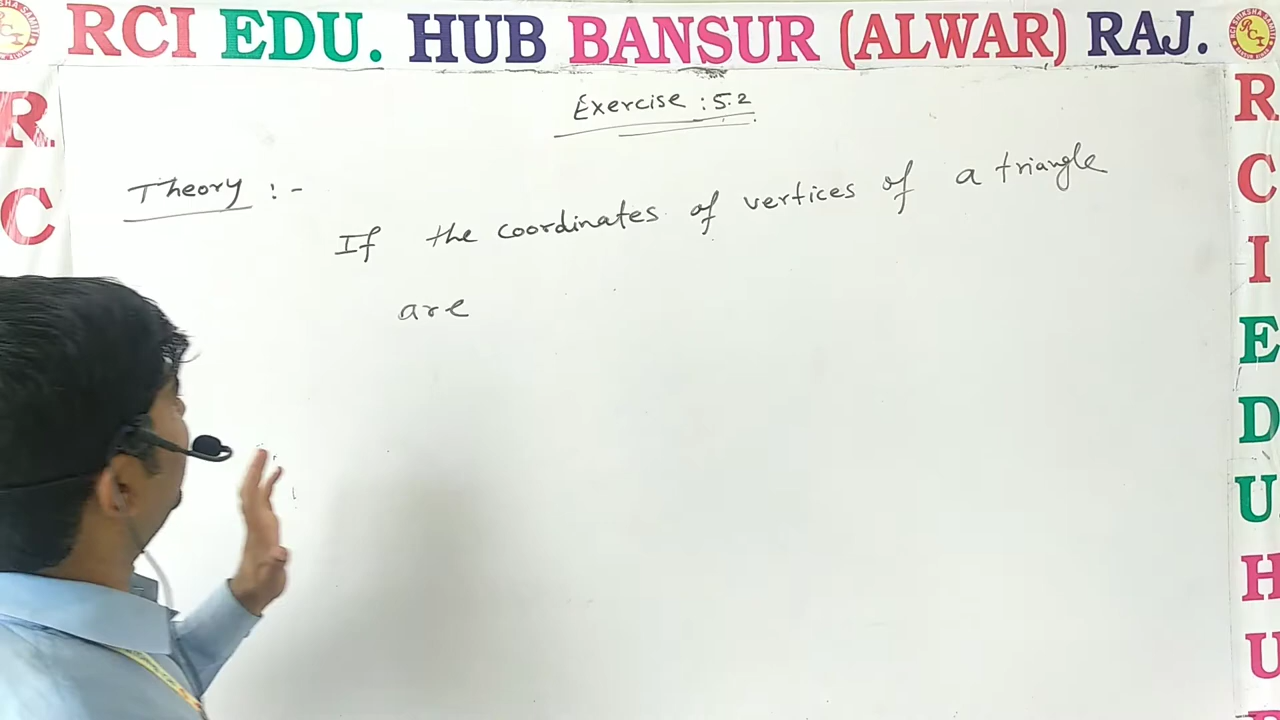 RCI EDU. HUB BANSUR (ALWAR) RAJ.
Exercise : 5.2
Theory :-
If the coordinates of vertices of a triangle
are
R
C
R
C
I
E
D
U.
H
U